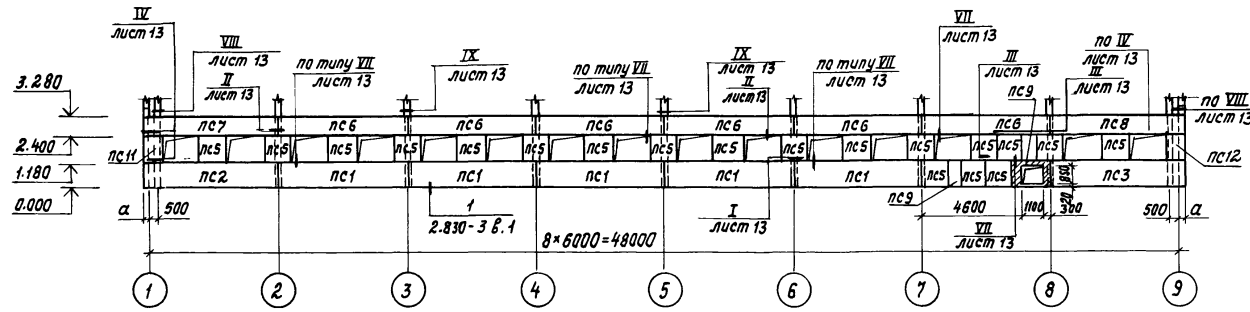 IV
лист 13
VIII
лист 13
II
лист 13
по типу VII
лист 13
IX
лист 13
по типу VII
лист 13
IX
лист 13
II
лист 13
по типу VII
лист 13
VII
лист 13
III
лист 13
пс9
III
лист 13
по IV
лист 13
по VIII
лист 13
3.280
2.400
1.180
0.000
пс7 пс6 пс6 пс6 пс6 пс6 пс6 пс8
пс11 пс5 пс5 пс5 пс5 пс5 пс5 пс5 пс5 пс5 пс5 пс5 пс5 пс5 пс5 пс5 пс5 пс12
пс2 пс1 пс1 пс1 пс1 пс1 пс5 пс5 пс5 850 пс3
320
а 500
1
2.830-3 в.1
I
лист 13
пс9
4600 1100 300
VII
лист 13
500 а
8×6000=48000
1 2 3 4 5 6 7 8 9